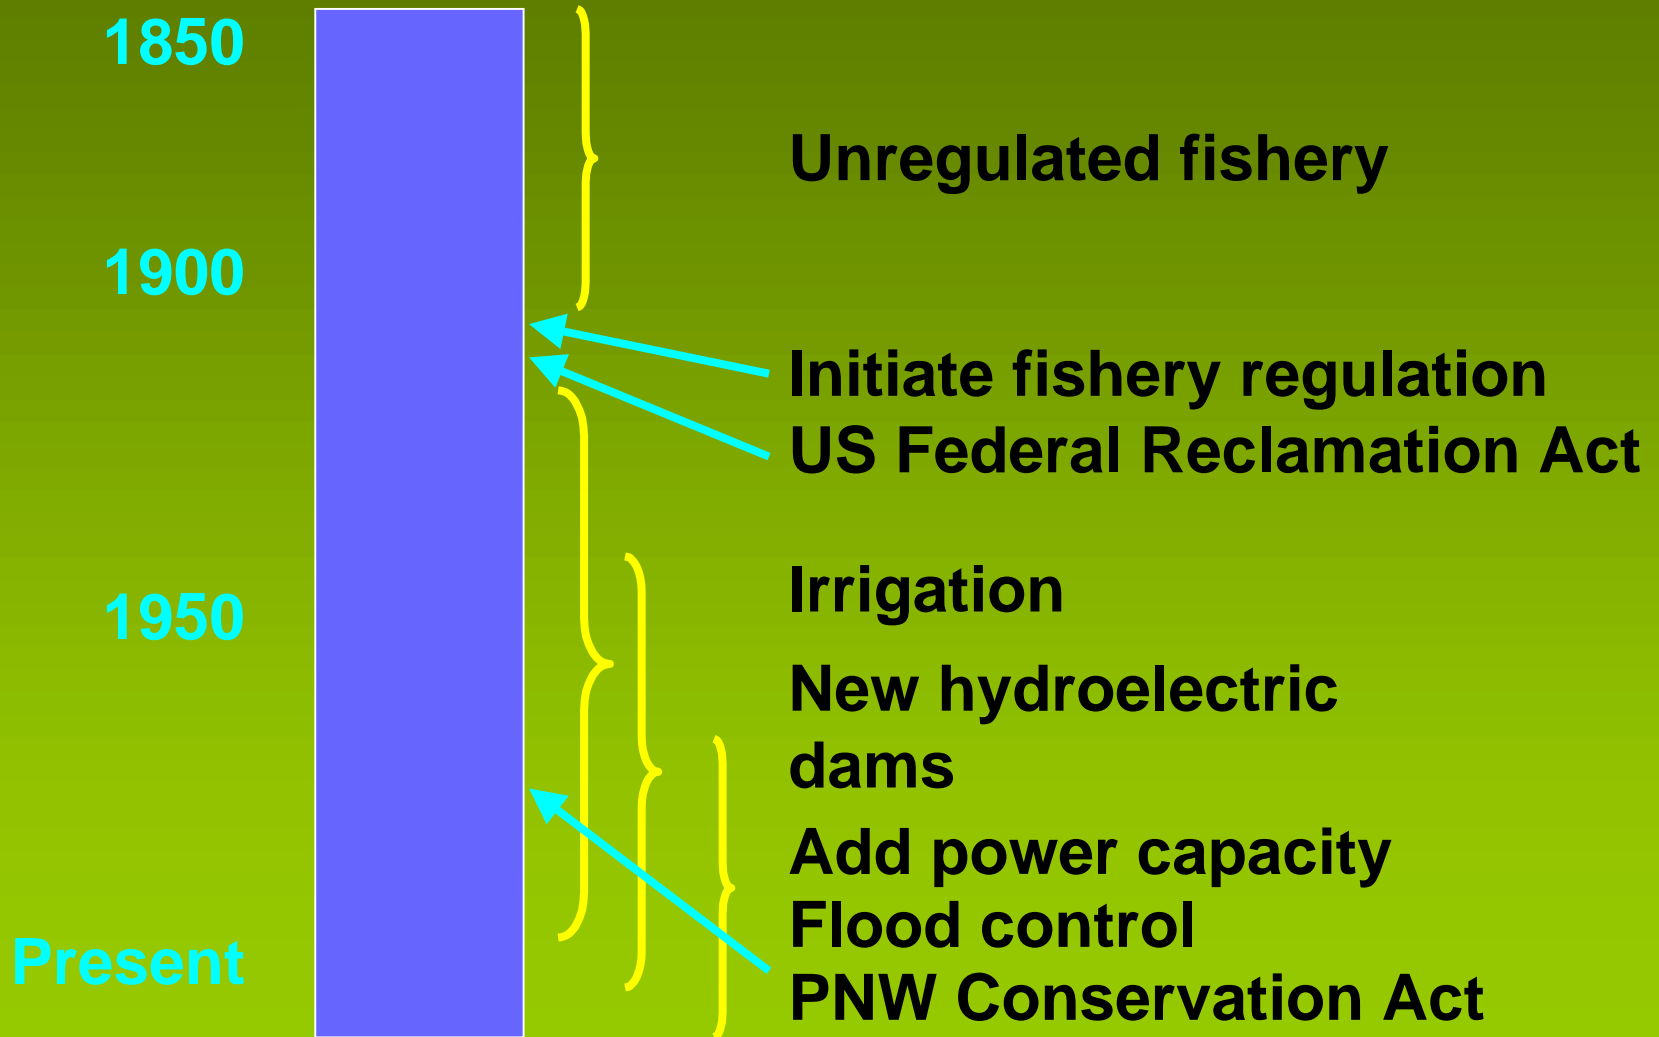 1850
Unregulated fishery
1900
Initiate fishery regulation
US Federal Reclamation Act
Irrigation
1950
New hydroelectric
dams
Add power capacity
Flood control
Present
PNW Conservation Act